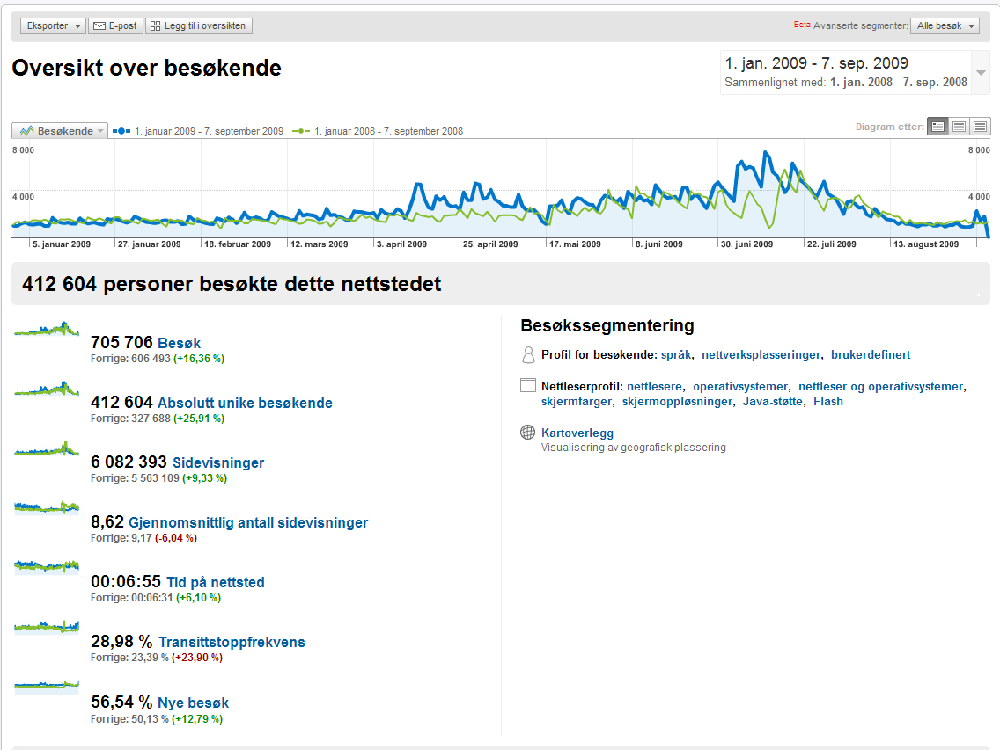 Eksporter E-post Legg til i oversikten Beta Avanserte segmenter: Alle besøk
Oversikt over besøkende
1. jan. 2009 - 7. sep. 2009
Sammenlignet med: 1. jan. 2008 - 7. sep. 2008
Besøkende 1. januar 2009 - 7. september 2009 1. januar 2008 - 7. september 2008 Diagram etter:
8 000 8 000
4 000 4 000
5. januar 2009 27. januar 2009 18. februar 2009 12. mars 2009 3. april 2009 25. april 2009 17. mai 2009 8. juni 2009 30. juni 2009 22. juli 2009 13. august 2009
412 604 personer besøkte dette nettstedet
705 706 Besøk
Forrige: 606 493 (+16,36 %)
412 604 Absolutt unike besøkende
Forrige: 327 688 (+25,91 %)
6 082 393 Sidevisninger
Forrige: 5 563 109 (+9,33 %)
8,62 Gjennomsnittlig antall sidevisninger
Forrige: 9,17 (-6,04 %)
00:06:55 Tid på nettsted
Forrige: 00:06:31 (+6,10 %)
28,98 % Transittstoppfrekvens
Forrige: 23,39 % (+23,90 %)
56,54 % Nye besøk
Forrige: 50,13 % (+12,79 %)
Besøkssegmentering
Profil for besøkende: språk, nettverksplasseringer, brukerdefinert
Nettleserprofil: nettlesere, operativsystemer, nettleser og operativsystemer,
skjermfarger, skjermoppløsninger, Java-støtte, Flash
Kartoverlegg
Visualisering av geografisk plassering